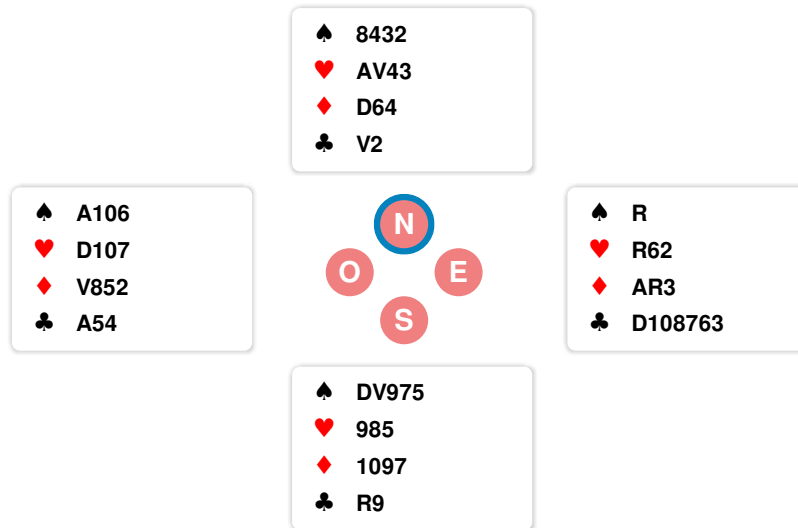 ♠ 8432
♥ AV43
♦ D64
♣ V2
♠ A106
♥ D107
♦ V852
♣ A54
N
O
E
S
♠ R
♥ R62
♦ AR3
♣ D108763
♠ DV975
♥ 985
♦ 1097
♣ R9